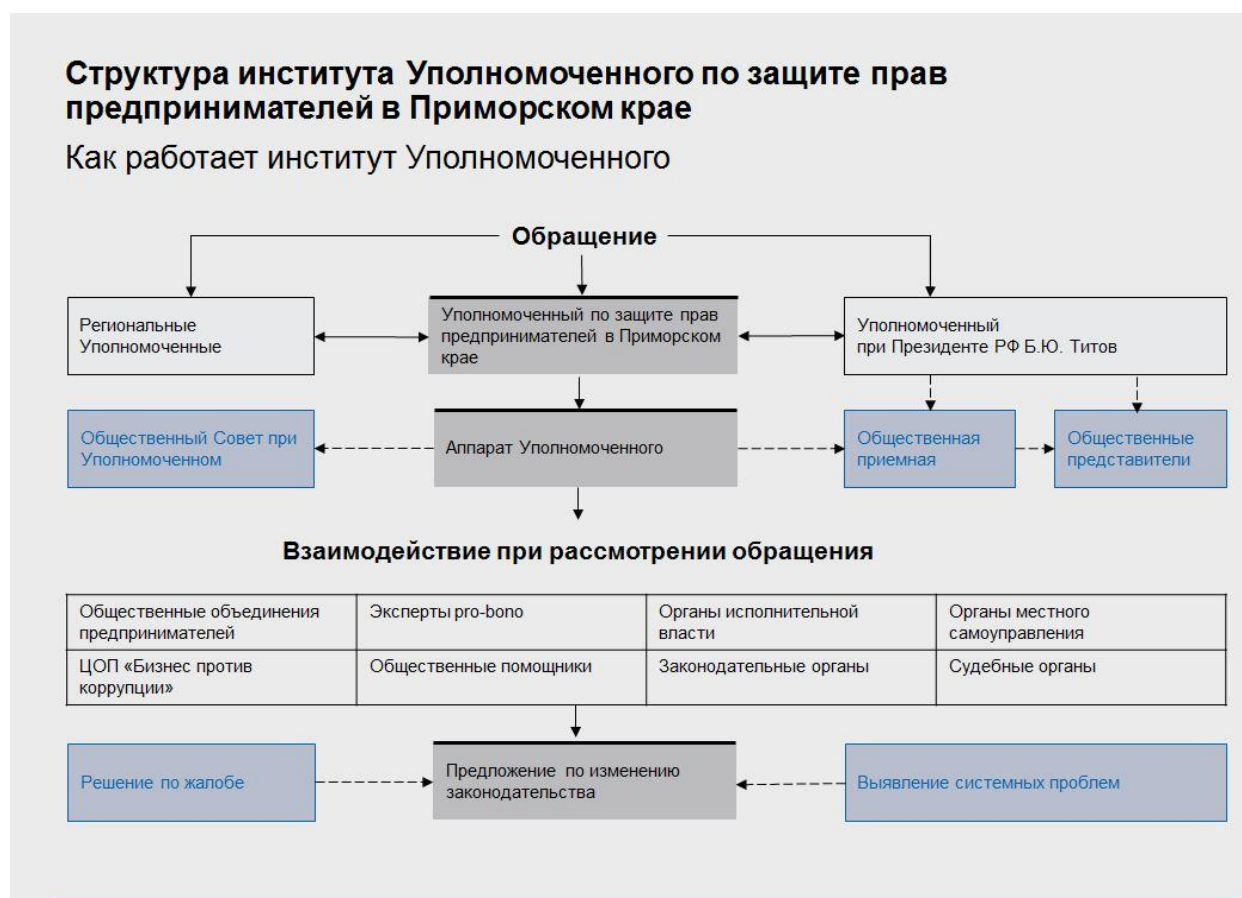 Структура института Уполномоченного по защите прав
предпринимателей в Приморском крае
Как работает институт Уполномоченного
Обращение
Региональные
Уполномоченные
Уполномоченный по защите прав
предпринимателей в Приморском
крае
Уполномоченный
при Президенте РФ Б.Ю. Титов
Общественный Совет при
Уполномоченном
Аппарат Уполномоченного
Общественная
приемная
Общественные
представители
Взаимодействие при рассмотрении обращения
Общественные объединения
предпринимателей
Эксперты pro-bono
Органы исполнительной
власти
Органы местного
самоуправления
ЦОП «Бизнес против
коррупции»
Общественные помощники
Законодательные органы
Судебные органы
Решение по жалобе
Предложение по изменению
законодательства
Выявление системных проблем